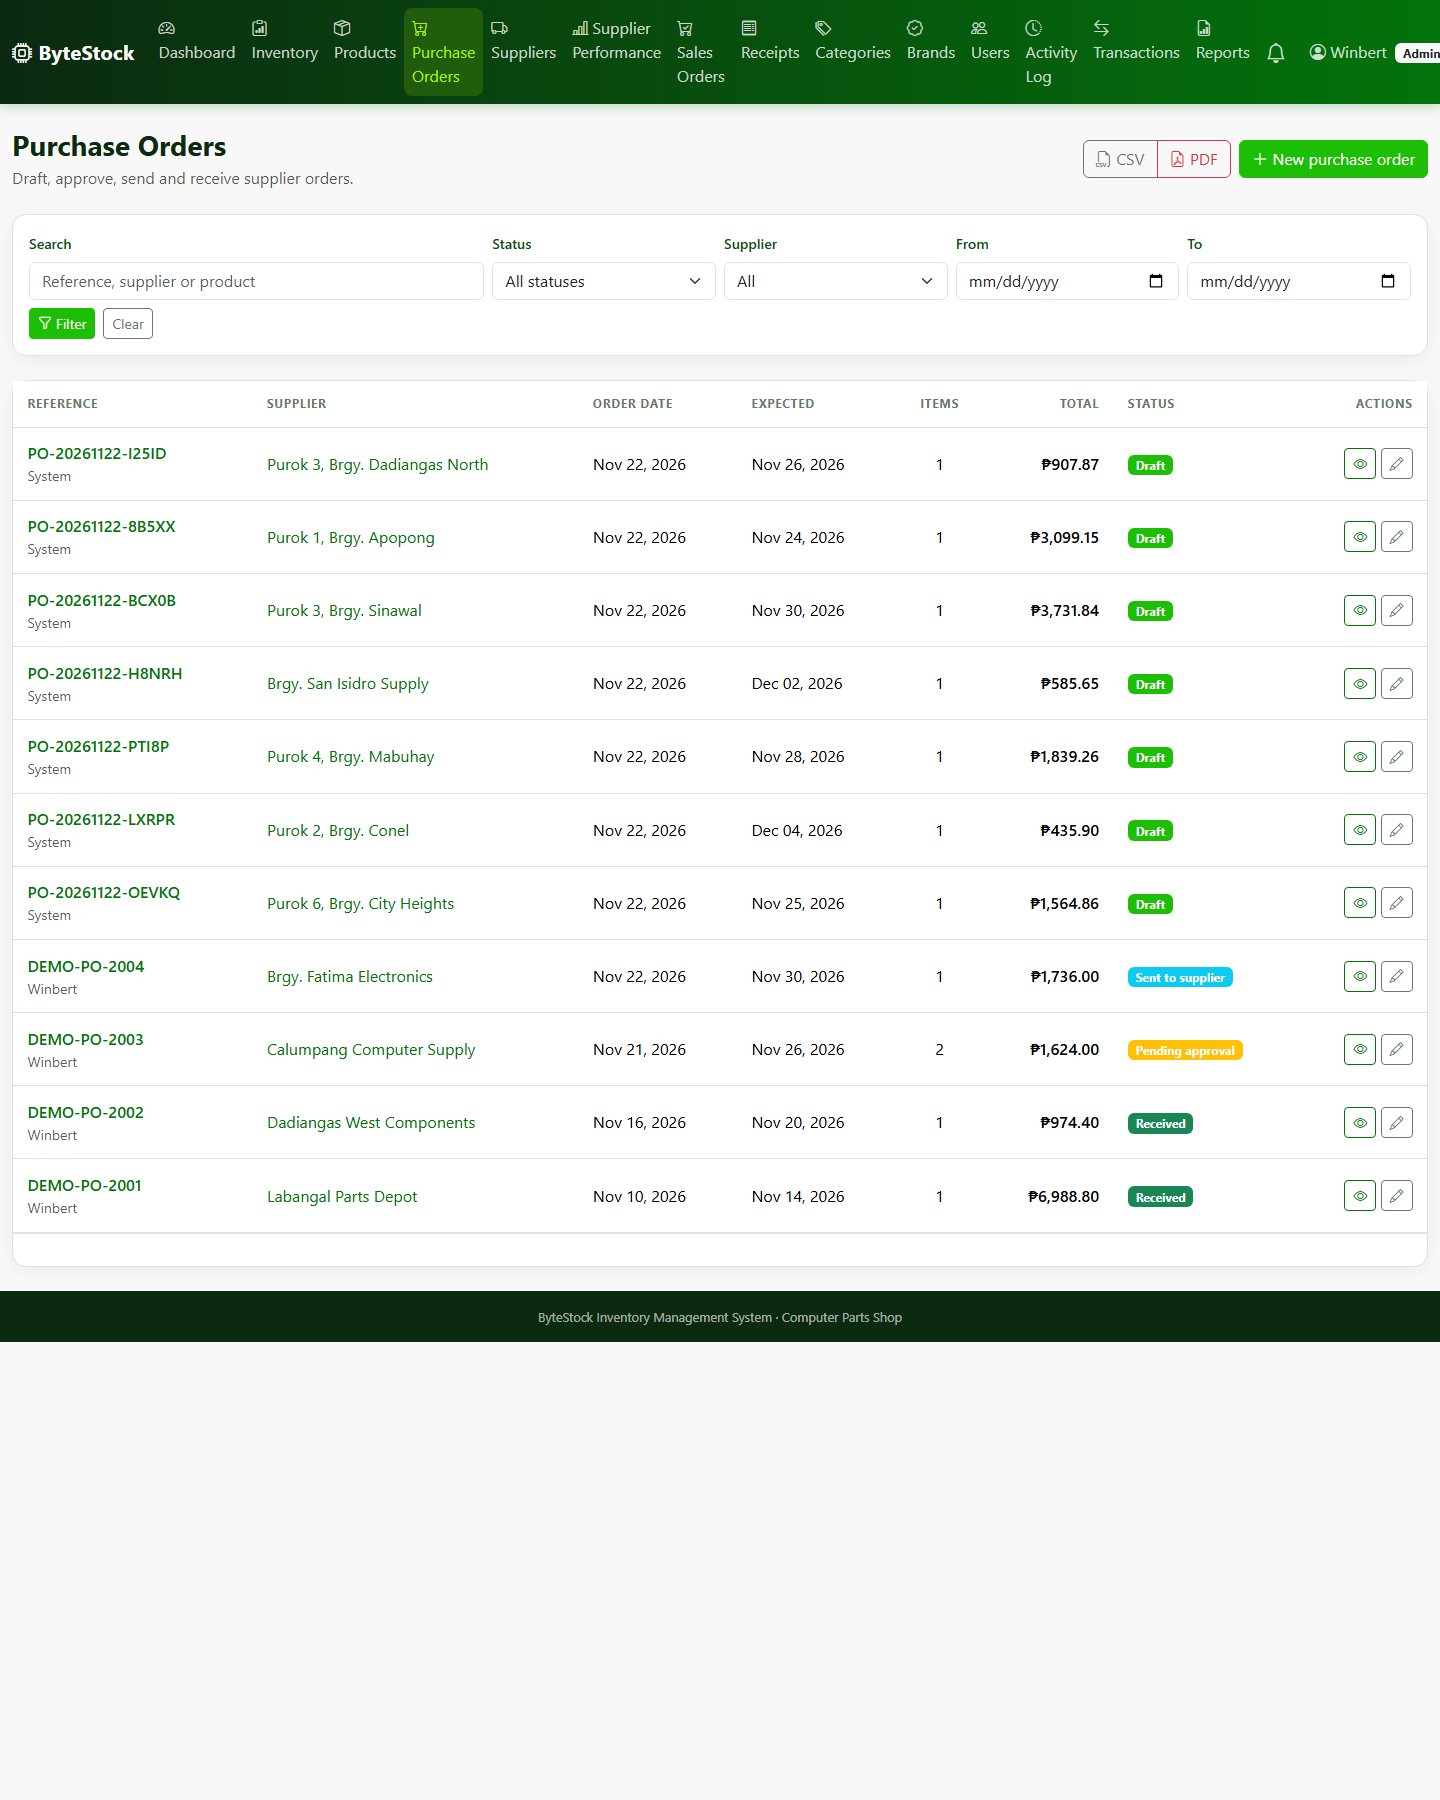 ByteStock
Dashboard
Inventory
Products
Purchase
Orders
Suppliers
Supplier
Performance
Sales
Orders
Receipts
Categories
Brands
Users
Activity
Log
Transactions
Reports
Winbert
Admin
Purchase Orders
Draft, approve, send and receive supplier orders.
CSV
PDF
New purchase order
Search
Status
Supplier
From
To
Reference, supplier or product
All statuses
All
mm/dd/yyyy
mm/dd/yyyy
Filter
Clear
REFERENCE SUPPLIER ORDER DATE EXPECTED ITEMS TOTAL STATUS ACTIONS
PO-20261122-I25ID
System
Purok 3, Brgy. Dadiangas North Nov 22, 2026 Nov 26, 2026 1 ₱907.87 Draft
PO-20261122-8B5XX
System
Purok 1, Brgy. Apopong Nov 22, 2026 Nov 24, 2026 1 ₱3,099.15 Draft
PO-20261122-BCX0B
System
Purok 3, Brgy. Sinawal Nov 22, 2026 Nov 30, 2026 1 ₱3,731.84 Draft
PO-20261122-H8NRH
System
Brgy. San Isidro Supply Nov 22, 2026 Dec 02, 2026 1 ₱585.65 Draft
PO-20261122-PTI8P
System
Purok 4, Brgy. Mabuhay Nov 22, 2026 Nov 28, 2026 1 ₱1,839.26 Draft
PO-20261122-LXRPR
System
Purok 2, Brgy. Conel Nov 22, 2026 Dec 04, 2026 1 ₱435.90 Draft
PO-20261122-OEVKQ
System
Purok 6, Brgy. City Heights Nov 22, 2026 Nov 25, 2026 1 ₱1,564.86 Draft
DEMO-PO-2004
Winbert
Brgy. Fatima Electronics Nov 22, 2026 Nov 30, 2026 1 ₱1,736.00 Sent to supplier
DEMO-PO-2003
Winbert
Calumpang Computer Supply Nov 21, 2026 Nov 26, 2026 2 ₱1,624.00 Pending approval
DEMO-PO-2002
Winbert
Dadiangas West Components Nov 16, 2026 Nov 20, 2026 1 ₱974.40 Received
DEMO-PO-2001
Winbert
Labangal Parts Depot Nov 10, 2026 Nov 14, 2026 1 ₱6,988.80 Received
ByteStock Inventory Management System · Computer Parts Shop